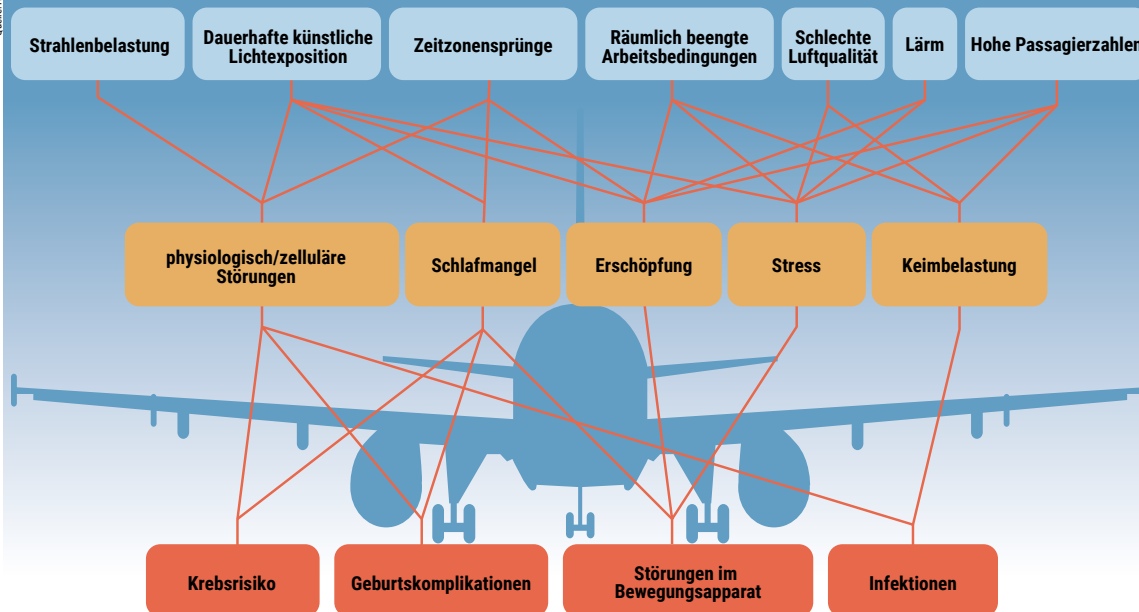 Strahlenbelastung
Dauerhafte künstliche
Lichtexposition
Zeitzonensprünge
Räumlich beengte
Arbeitsbedingungen
Schlechte
Luftqualität
Lärm
Hohe Passagierzahlen
physiologisch/zelluläre
Störungen
Schlafmangel
Erschöpfung
Stress
Keimbelastung
Krebsrisiko
Geburtskomplikationen
Störungen im
Bewegungsapparat
Infektionen